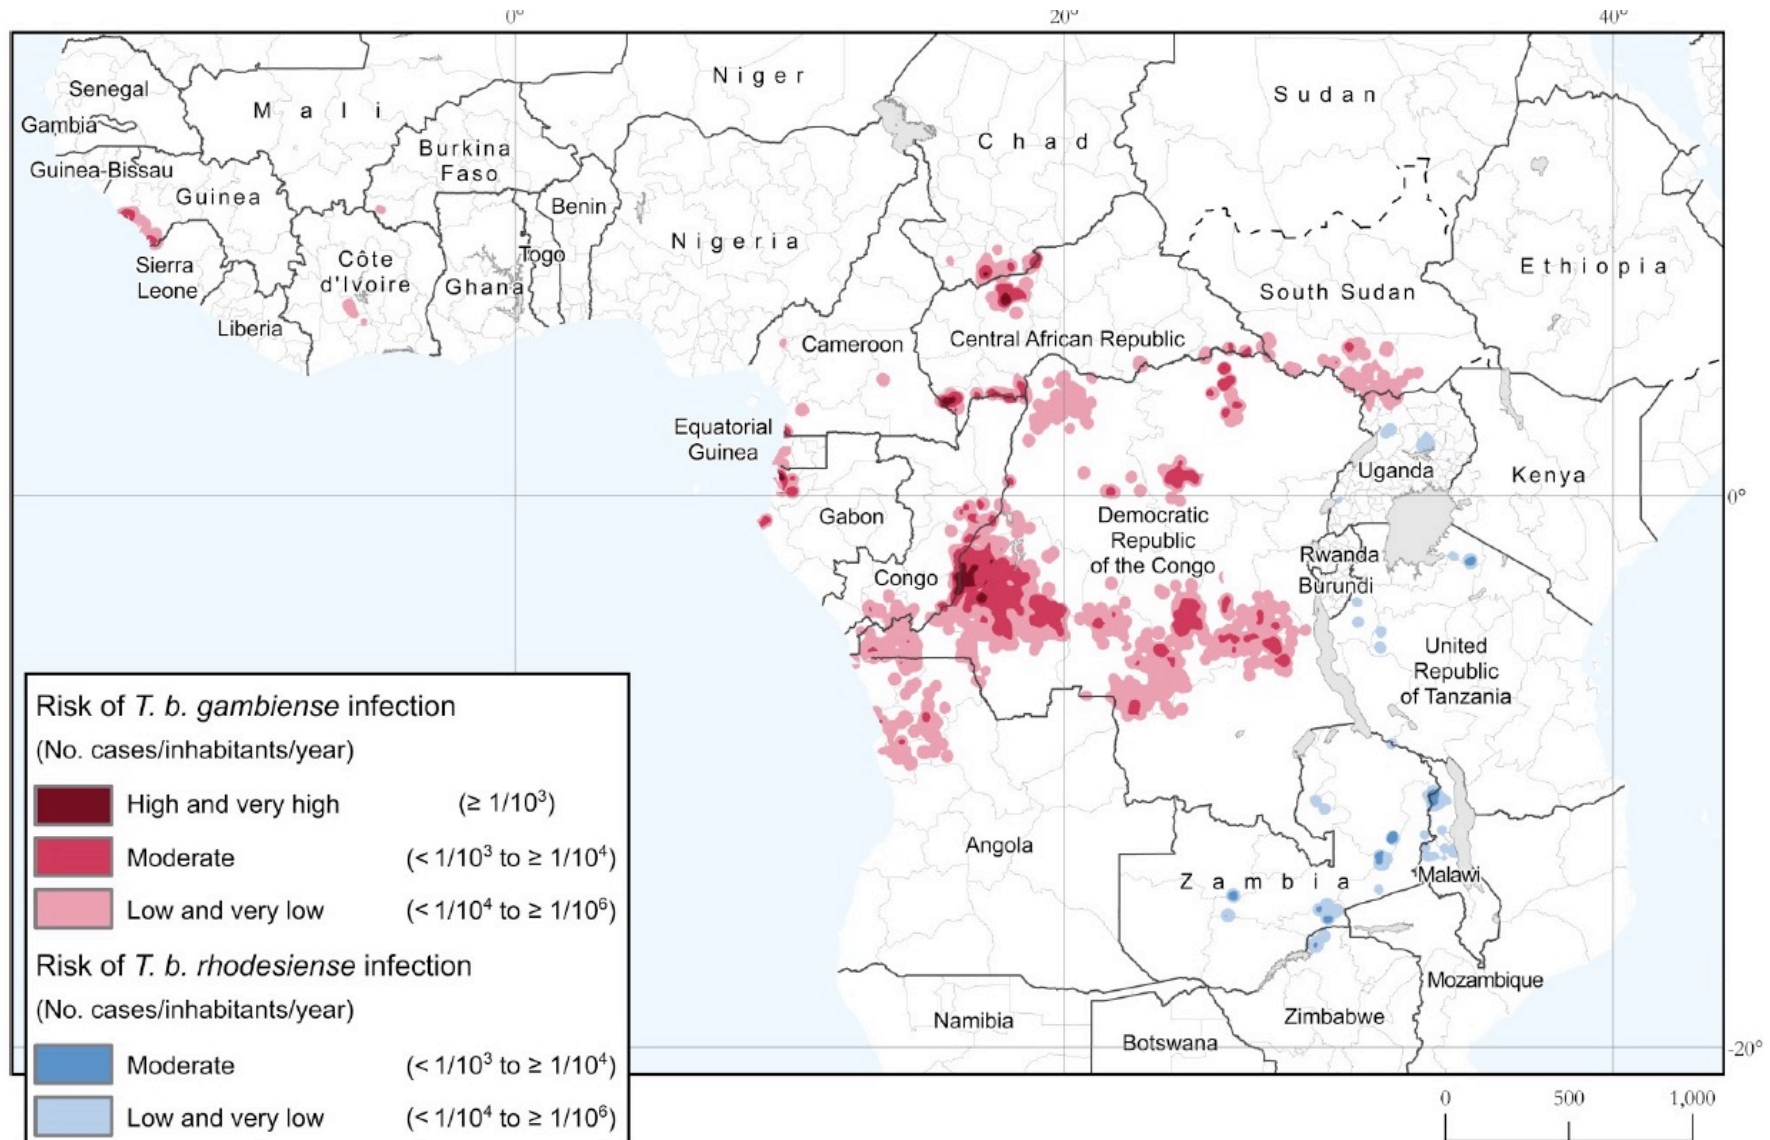 0°
20°
40°
Senegal
Gambia
Guinea-Bissau
Guinea
Sierra
Leone
Liberia
Mali
Burkina
Faso
Côte
d'Ivoire
Ghana
Togo
Benin
Niger
Nigeria
Chad
Sudan
South Sudan
Ethiopia
Cameroon
Central African Republic
Equatorial
Guinea
Gabon
Congo
Democratic
Republic
of the Congo
Uganda
Kenya
Rwanda
Burundi
United
Republic
of Tanzania
Angola
Zambia
Malawi
Mozambique
Zimbabwe
Namibia
Botswana
0°
-20°
Risk of T. b. gambiense infection
(No. cases/inhabitants/year)
High and very high (≥ 1/10³)
Moderate (< 1/10³ to ≥ 1/10⁴)
Low and very low (< 1/10⁴ to ≥ 1/10⁶)
Risk of T. b. rhodesiense infection
(No. cases/inhabitants/year)
Moderate (< 1/10³ to ≥ 1/10⁴)
Low and very low (< 1/10⁴ to ≥ 1/10⁶)
0 500 1,000